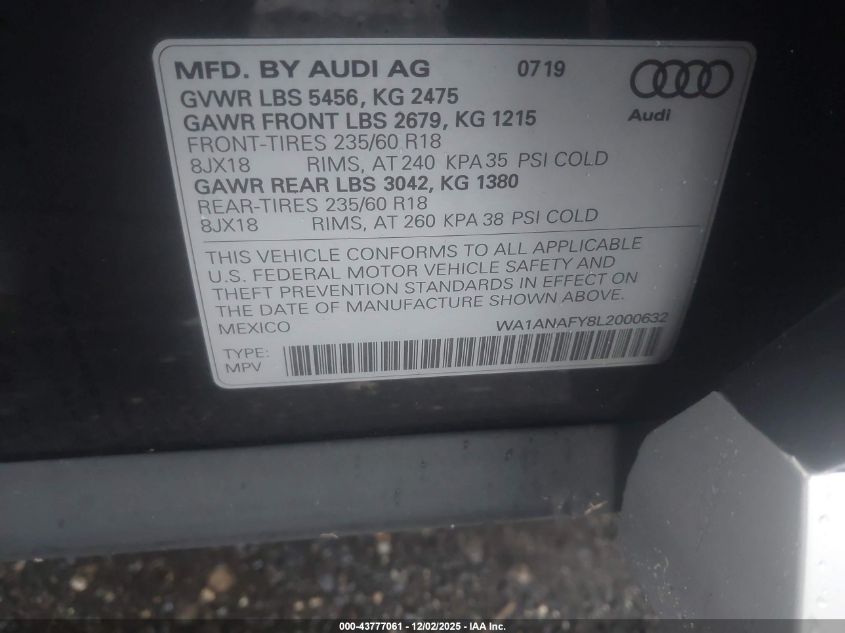 MFD. BY AUDI AG 0719
GVWR LBS 5456, KG 2475
GAWR FRONT LBS 2679, KG 1215
Audi
FRONT-TIRES 235/60 R18
8JX18 RIMS, AT 240 KPA 35 PSI COLD
GAWR REAR LBS 3042, KG 1380
REAR-TIRES 235/60 R18
8JX18 RIMS, AT 260 KPA 38 PSI COLD
THIS VEHICLE CONFORMS TO ALL APPLICABLE
U.S. FEDERAL MOTOR VEHICLE SAFETY AND
THEFT PREVENTION STANDARDS IN EFFECT ON
THE DATE OF MANUFACTURE SHOWN ABOVE.
MEXICO WA1ANAFY8L2000632
TYPE:
MPV
000-43777061 - 12/02/2025 - IAA Inc.